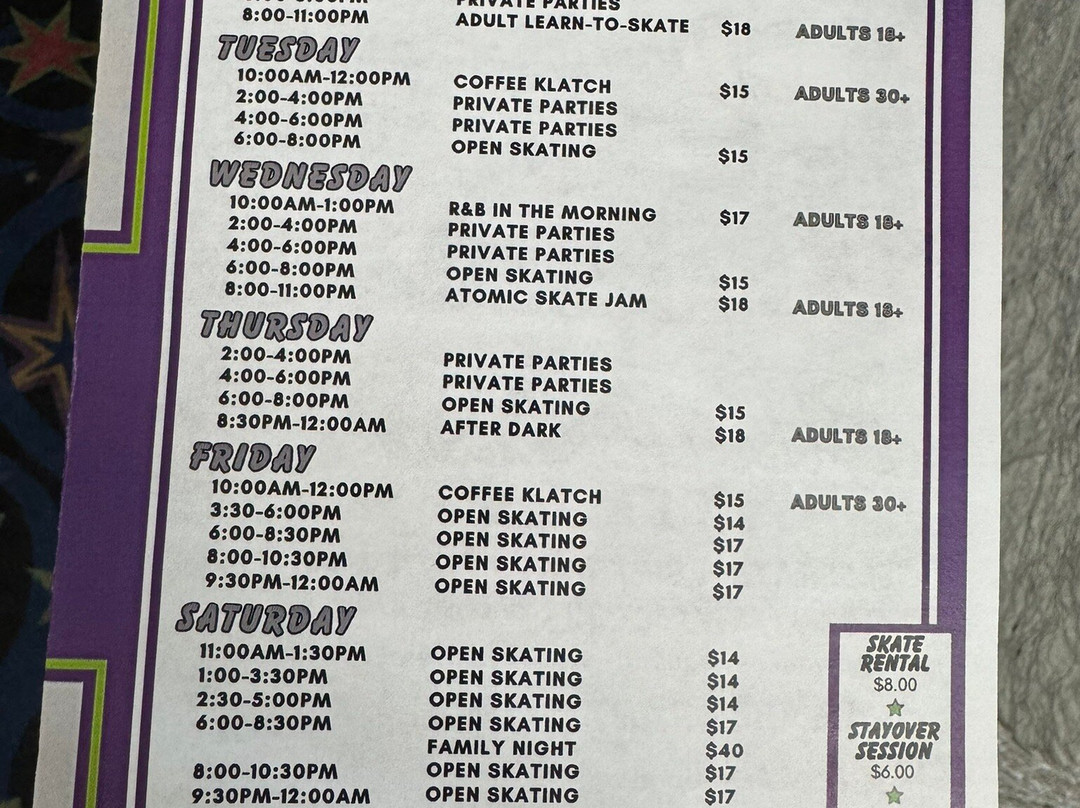 PRIVATE PARTIES
8:00-11:00PM ADULT LEARN-TO-SKATE $18 ADULTS 18+
TUESDAY
10:00AM-12:00PM COFFEE KLATCH $15 ADULTS 30+
2:00-4:00PM PRIVATE PARTIES
4:00-6:00PM PRIVATE PARTIES
6:00-8:00PM OPEN SKATING $15
WEDNESDAY
10:00AM-1:00PM R&B IN THE MORNING $17 ADULTS 18+
2:00-4:00PM PRIVATE PARTIES
4:00-6:00PM PRIVATE PARTIES
6:00-8:00PM OPEN SKATING $15
8:00-11:00PM ATOMIC SKATE JAM $18 ADULTS 18+
THURSDAY
2:00-4:00PM PRIVATE PARTIES
4:00-6:00PM PRIVATE PARTIES
6:00-8:00PM OPEN SKATING $15
8:30PM-12:00AM AFTER DARK $18 ADULTS 18+
FRIDAY
10:00AM-12:00PM COFFEE KLATCH $15 ADULTS 30+
3:30-6:00PM OPEN SKATING $14
6:00-8:30PM OPEN SKATING $17
8:00-10:30PM OPEN SKATING $17
9:30PM-12:00AM OPEN SKATING $17
SATURDAY
11:00AM-1:30PM OPEN SKATING $14
1:00-3:30PM OPEN SKATING $14
2:30-5:00PM OPEN SKATING $14
6:00-8:30PM OPEN SKATING $17
FAMILY NIGHT $40
8:00-10:30PM OPEN SKATING $17
9:30PM-12:00AM OPEN SKATING $17
SKATE
RENTAL
$8.00
STAYOVER
SESSION
$6.00